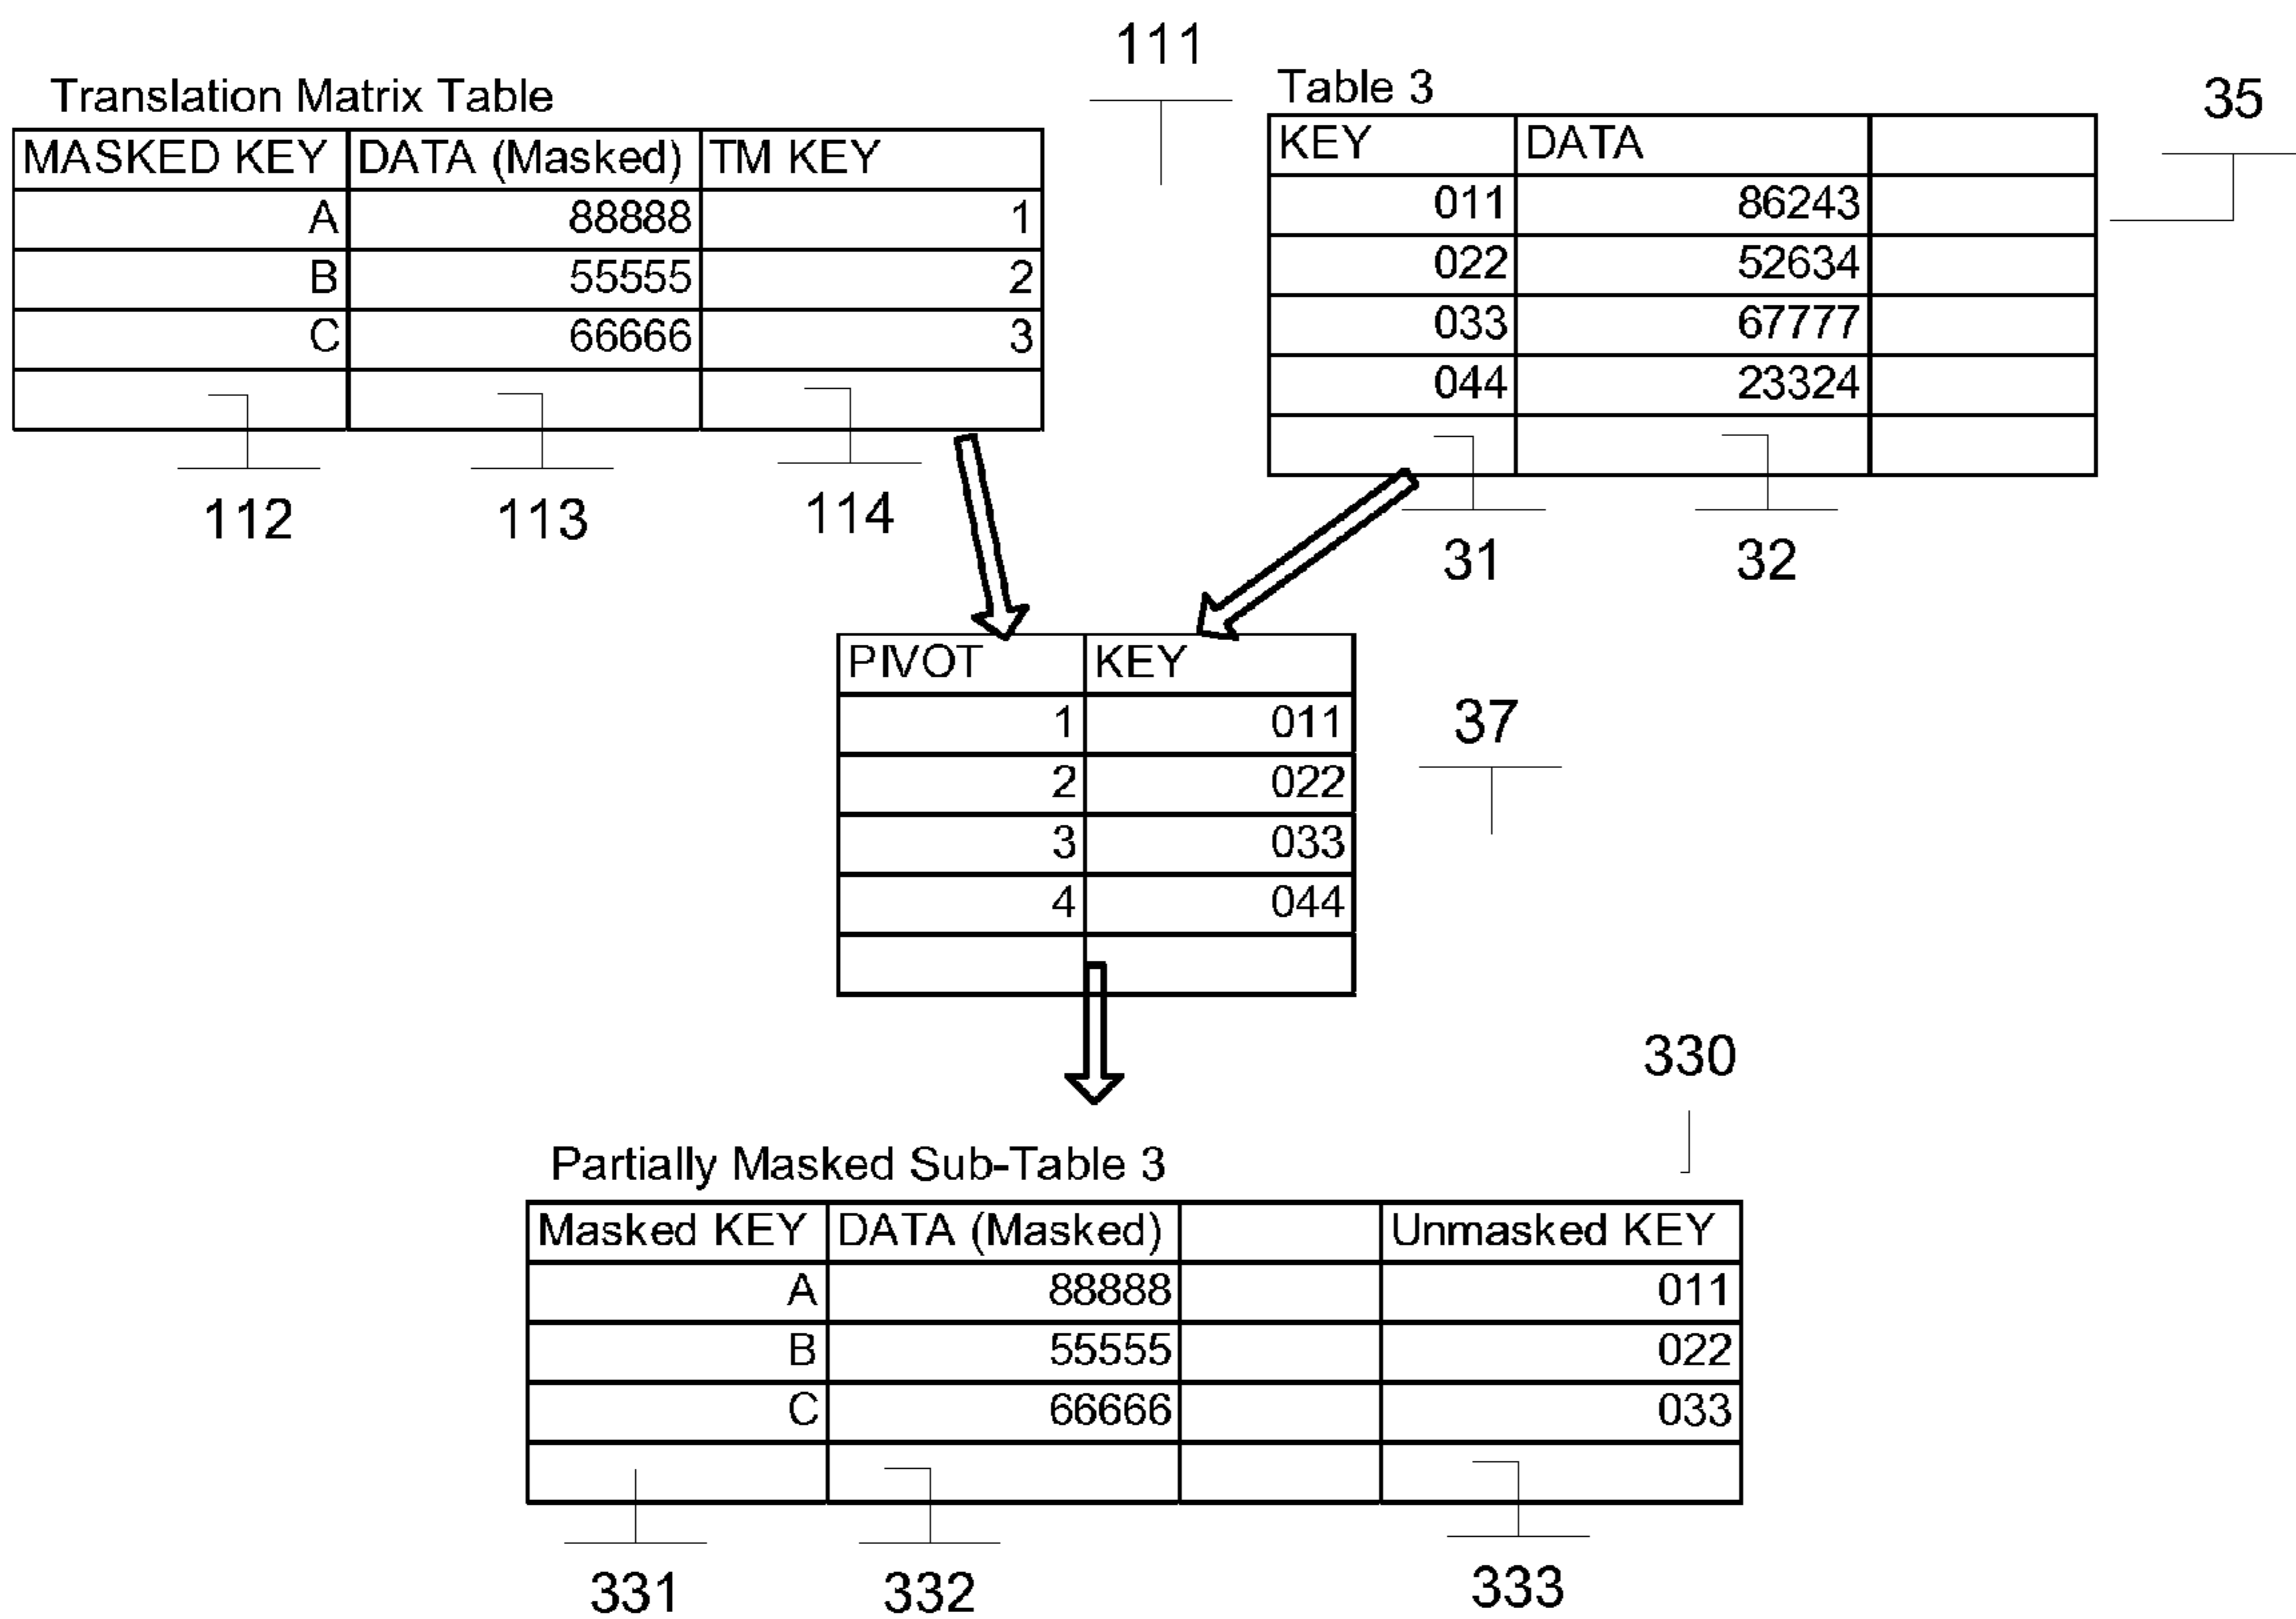 111
Translation Matrix Table
Table 3
35
MASKED KEY DATA (Masked) TM KEY
A 88888 1
B 55555 2
C 66666 3
112 113 114
KEY DATA
011 86243
022 52634
033 67777
044 23324
31 32
PIVOT KEY
1 011
2 022
3 033
4 044
37
330
Partially Masked Sub-Table 3
Masked KEY DATA (Masked) Unmasked KEY
A 88888 011
B 55555 022
C 66666 033
331 332 333